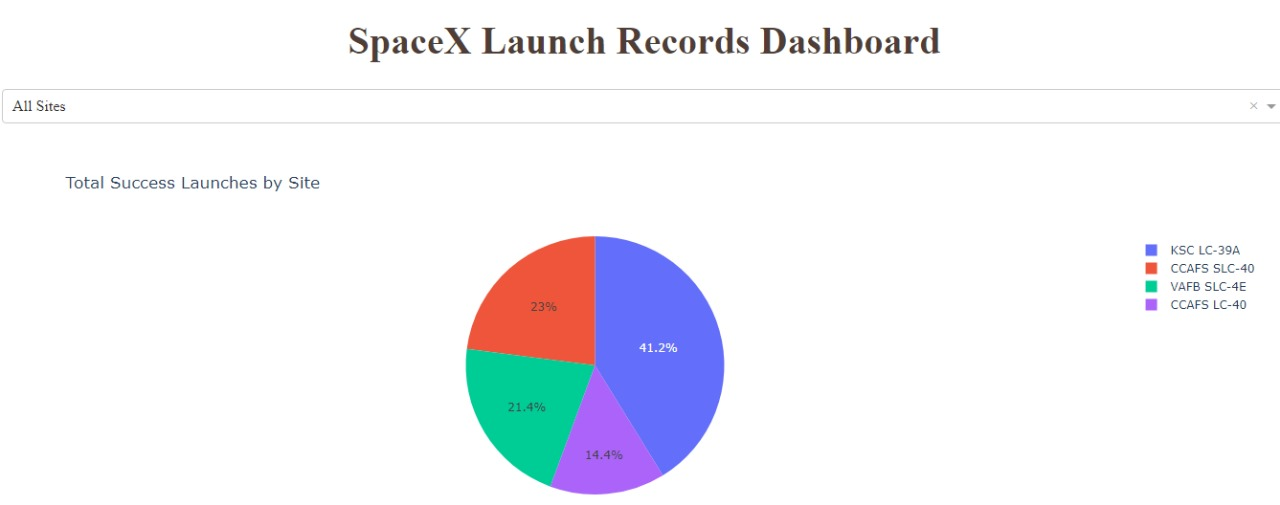 SpaceX Launch Records Dashboard
All Sites
×
Total Success Launches by Site
KSC LC-39A
CCAFS SLC-40
VAFB SLC-4E
CCAFS LC-40
23%
41.2%
21.4%
14.4%